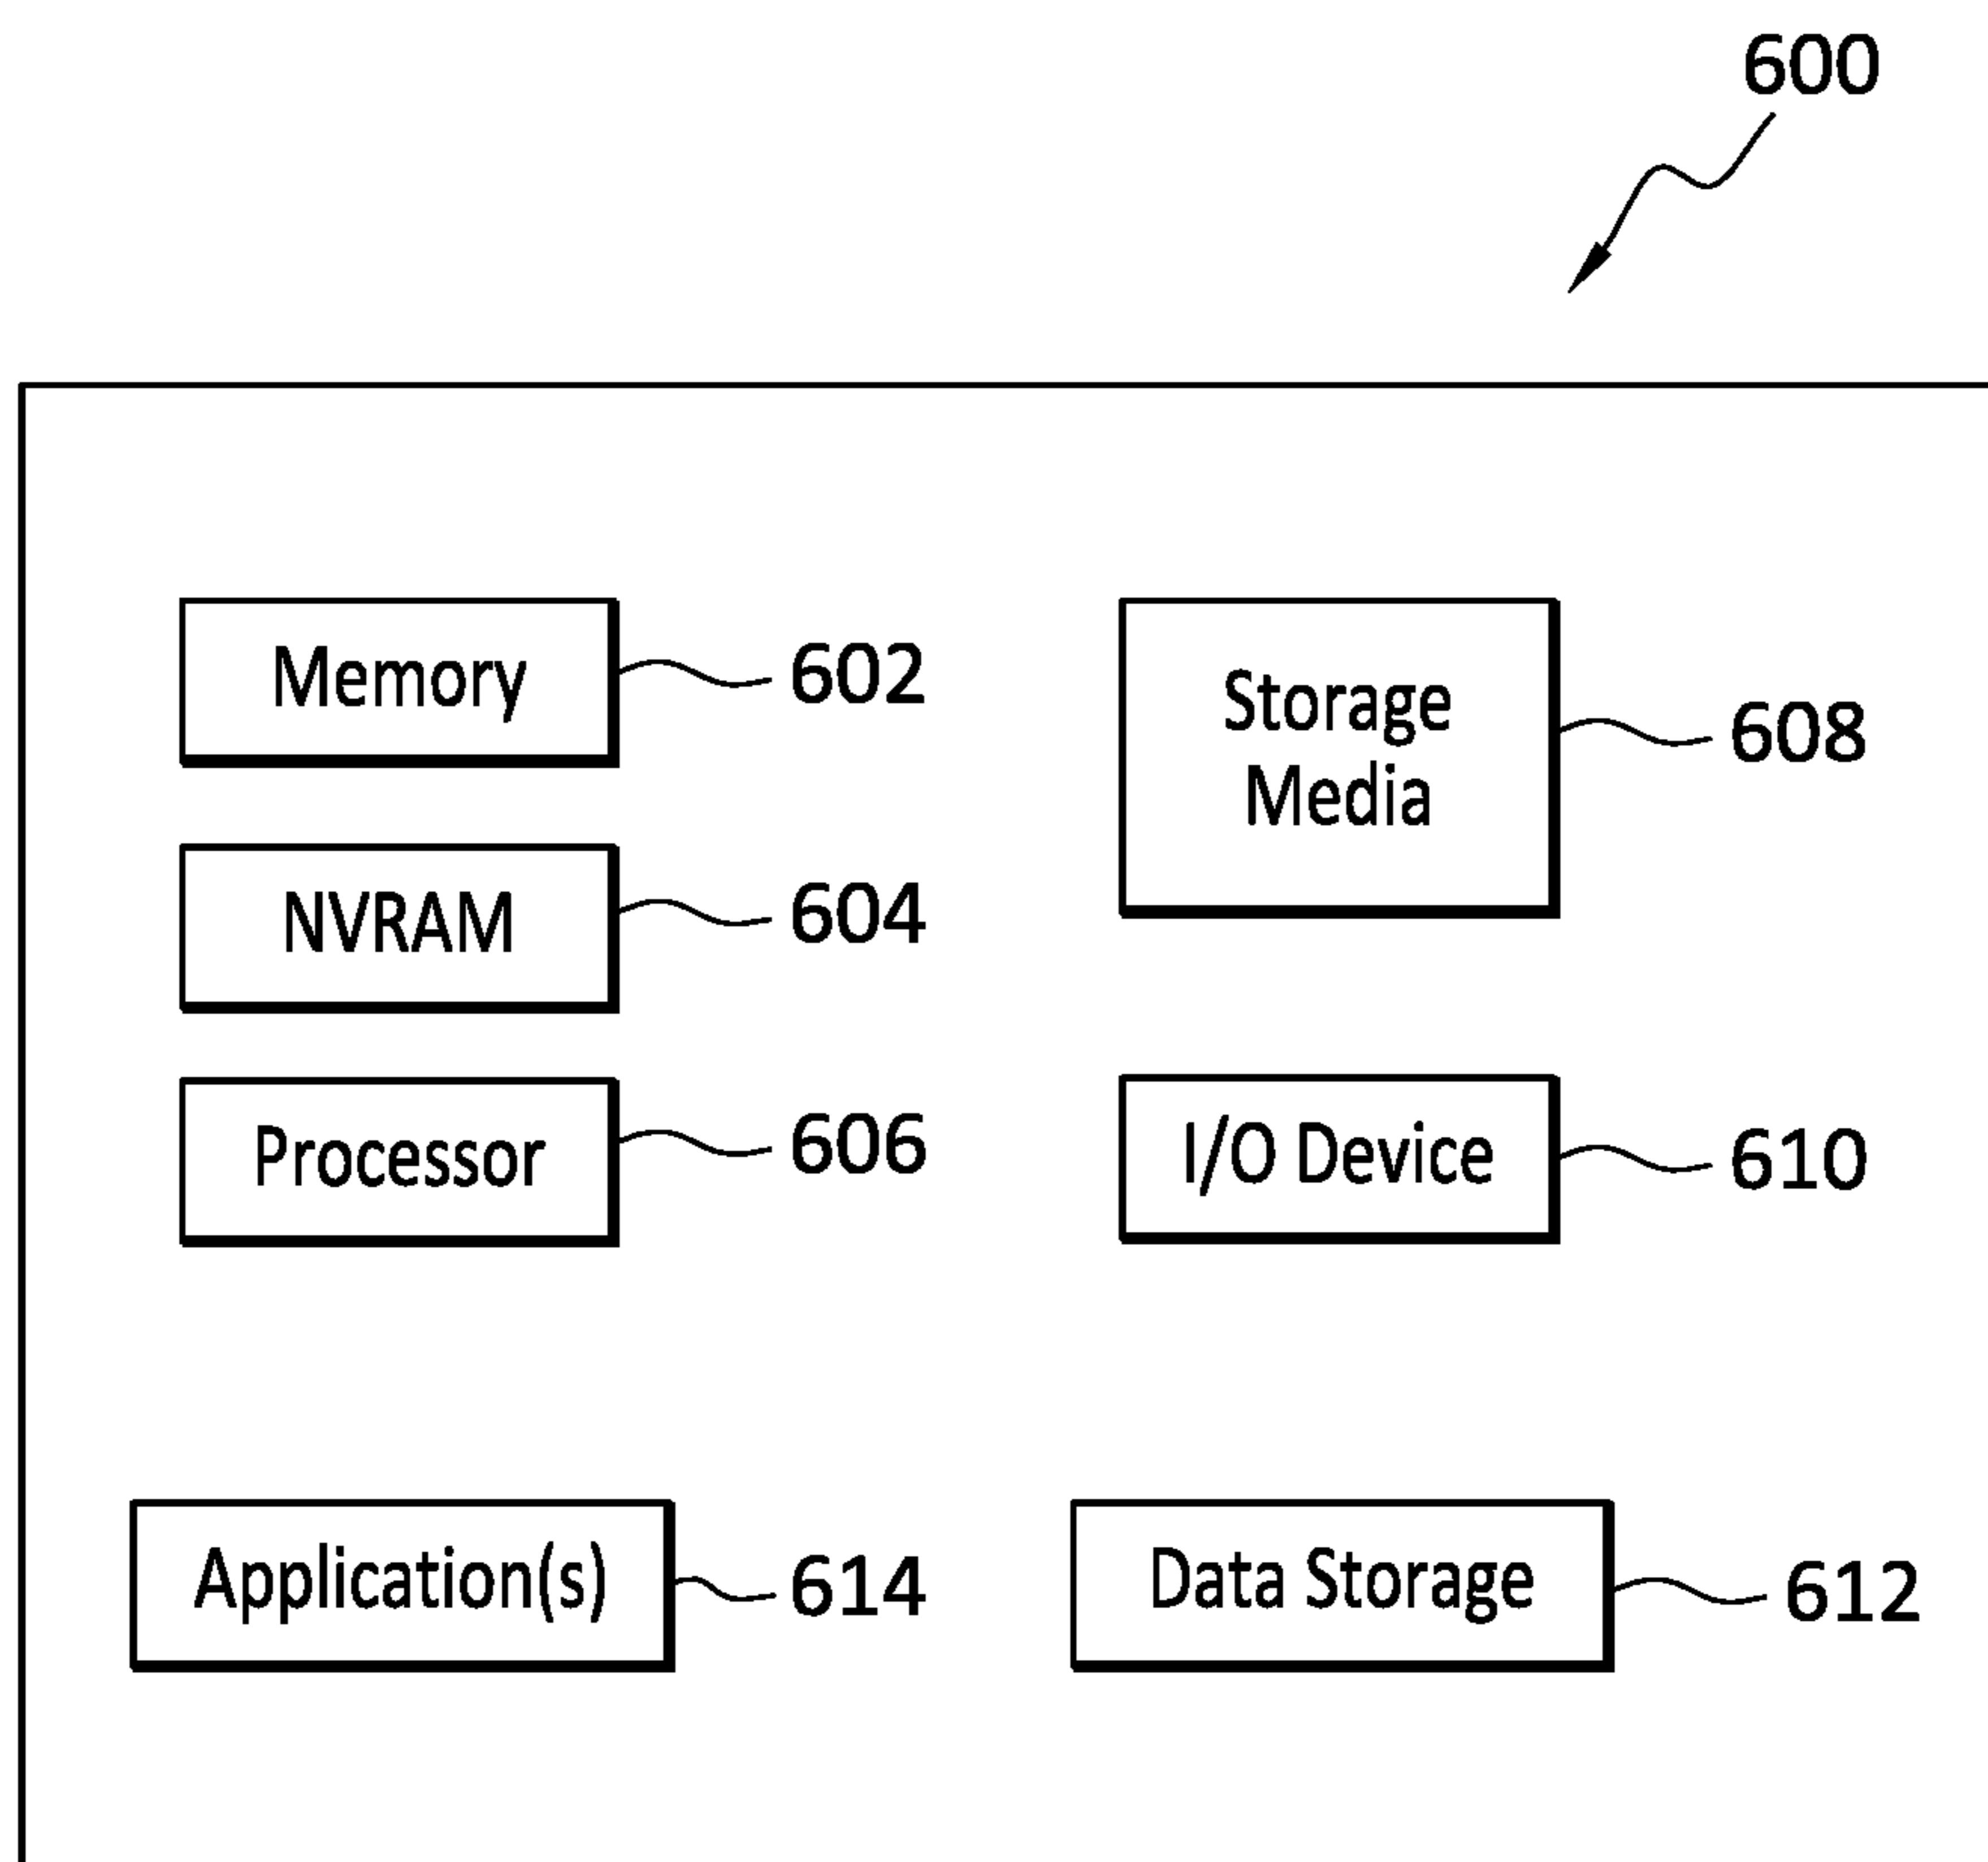 600
Memory
602
Storage
Media
608
NVRAM
604
Processor
606
I/O Device
610
Application(s)
614
Data Storage
612